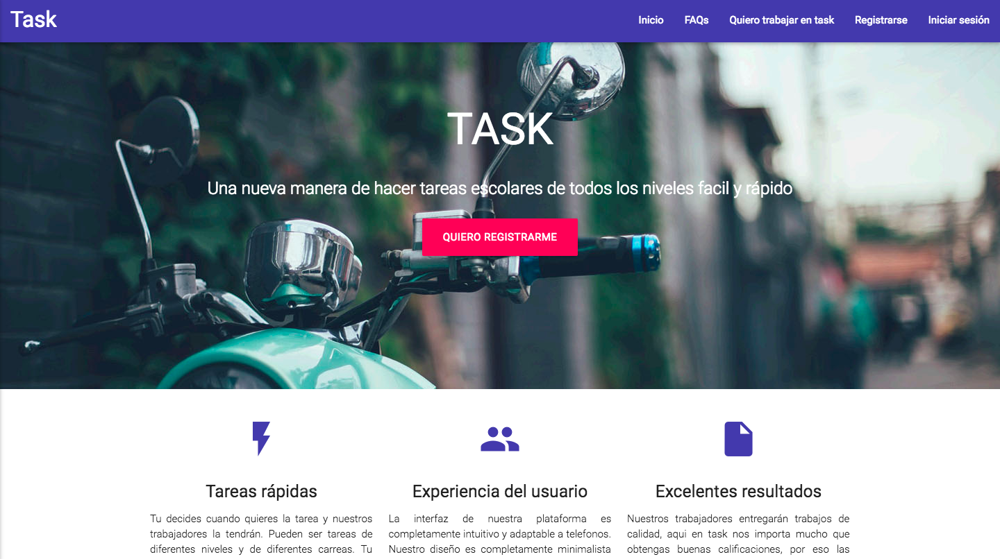 Task
Inicio FAQs Quiero trabajar en task Registrarse Iniciar sesión
TASK
Una nueva manera de hacer tareas escolares de todos los niveles facil y rápido
QUIERO REGISTRARME
Tareas rápidas
Tu decides cuando quieres la tarea y nuestros
trabajadores la tendrán. Pueden ser tareas de
diferentes niveles y de diferentes carreas. Tu
Experiencia del usuario
La interfaz de nuestra plataforma es
completamente intuitivo y adaptable a telefonos.
Nuestro diseño es completamente minimalista
Excelentes resultados
Nuestros trabajadores entregarán trabajos de
calidad, aqui en task nos importa mucho que
obtengas buenas calificaciones, por eso las